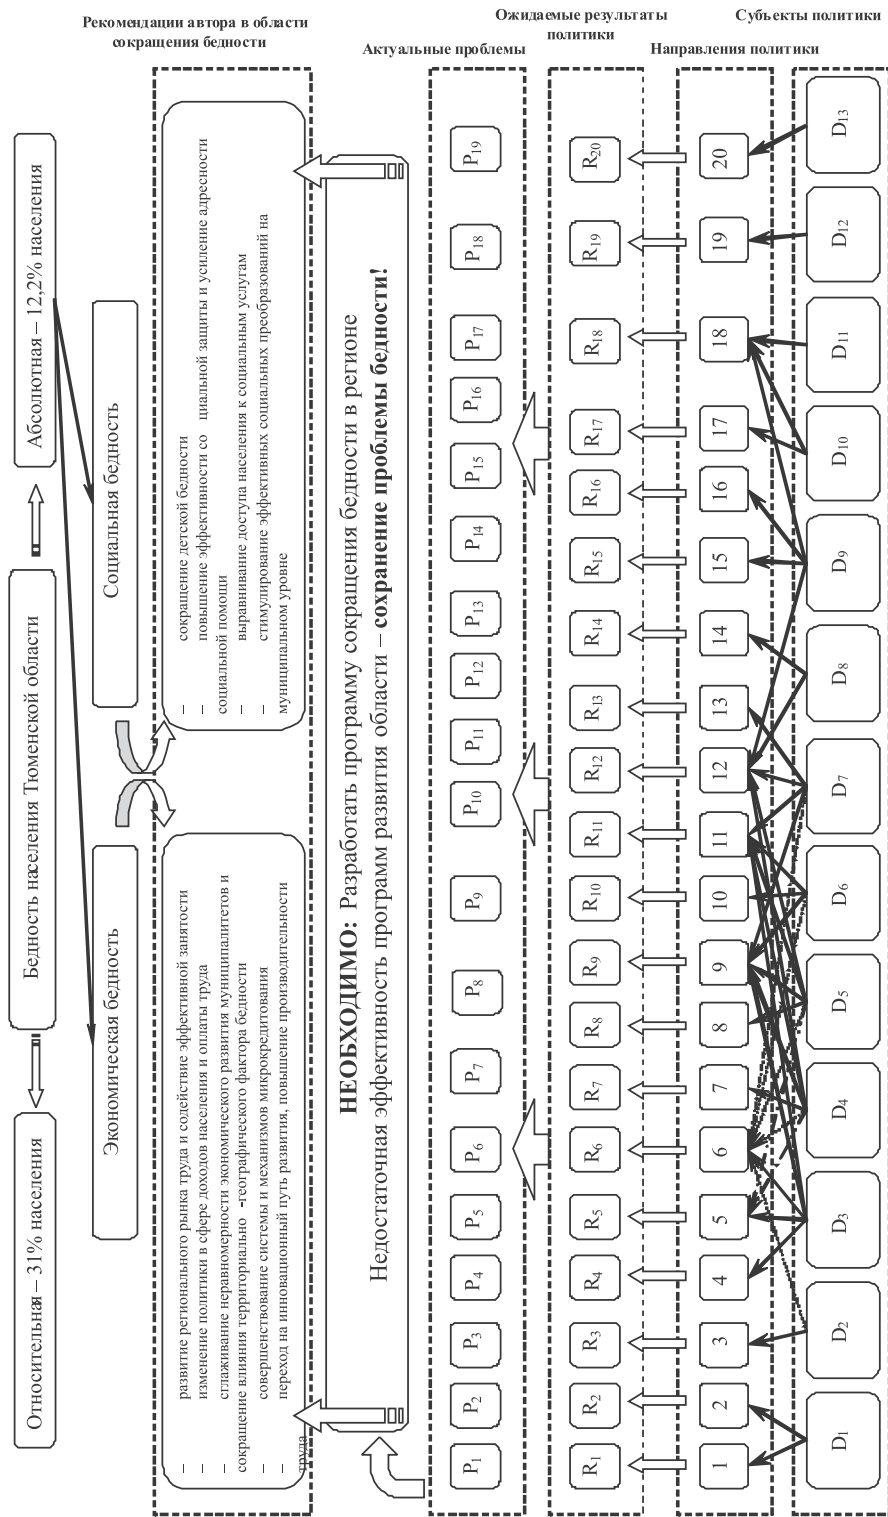 Рекомендации автора в области
сокращения бедности
Актуальные проблемы
Ожидаемые результаты
политики
Направления политики
Субъекты политики
Относительная – 31% населения
Бедность населения Тюменской области
Абсолютная – 12,2% населения
Экономическая бедность
Социальная бедность
– развитие регионального рынка труда и содействие эффективной занятости
– изменение политики в сфере доходов населения и оплаты труда
– сглаживание неравномерности экономического развития муниципалитетов и
сокращение влияния территориально -географического фактора бедности
– совершенствование системы и механизмов микрокредитования
– переход на инновационный путь развития, повышение производительности
труда
– сокращение детской бедности
– повышение эффективности со циальной защиты и усиление адресности
социальной помощи
– выравнивание доступа населения к социальным услугам
– стимулирование эффективных социальных преобразований на
муниципальном уровне
НЕОБХОДИМО: Разработать программу сокращения бедности в регионе
Недостаточная эффективность программ развития области – сохранение проблемы бедности!
P1 P2 P3 P4 P5 P6 P7 P8 P9 P10 P11 P12 P13 P14 P15 P16 P17 P18 P19
R1 R2 R3 R4 R5 R6 R7 R8 R9 R10 R11 R12 R13 R14 R15 R16 R17 R18 R19 R20
1 2 3 4 5 6 7 8 9 10 11 12 13 14 15 16 17 18 19 20
D1 D2 D3 D4 D5 D6 D7 D8 D9 D10 D11 D12 D13